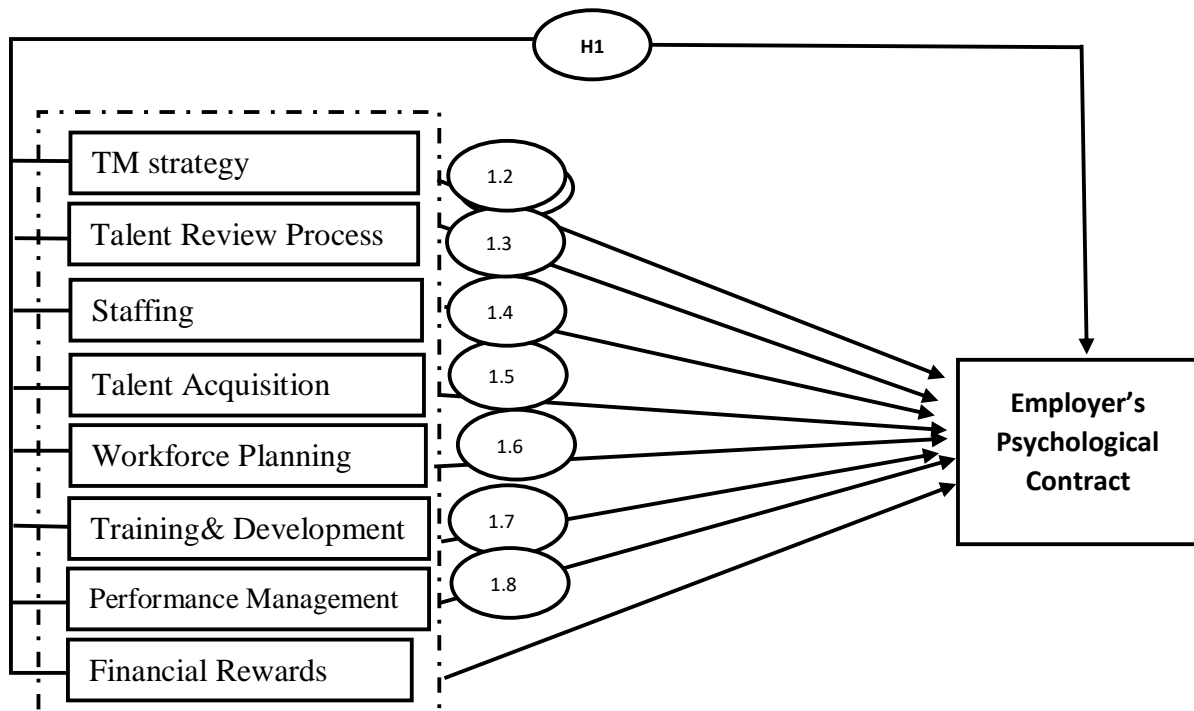 H1
TM strategy
1.2
Talent Review Process
1.3
Staffing
1.4
Talent Acquisition
1.5
Workforce Planning
1.6
Training& Development
1.7
Performance Management
1.8
Financial Rewards
Employer’s
Psychological
Contract